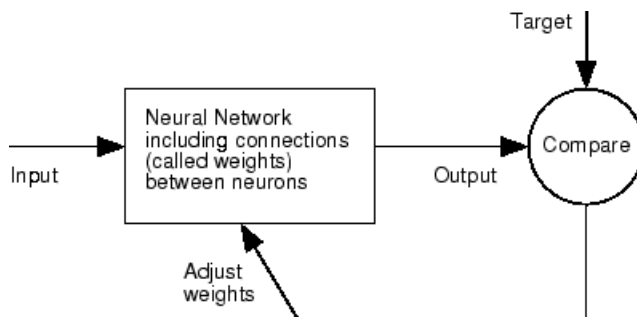 Target
Neural Network
including connections
(called weights)
between neurons
Compare
Input
Output
Adjust
weights